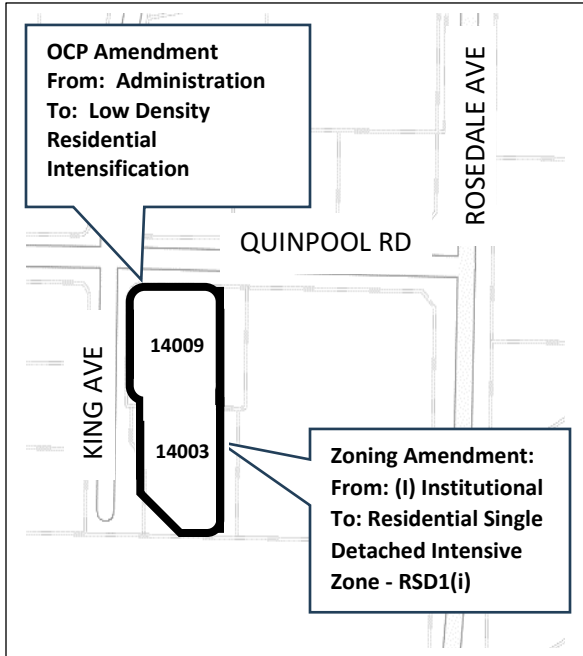 OCP Amendment
From: Administration
To: Low Density
Residential
Intensification
ROSEDALE AVE
QUINPOOL RD
KING AVE
14009
14003
Zoning Amendment:
From: (I) Institutional
To: Residential Single
Detached Intensive
Zone - RSD1(i)